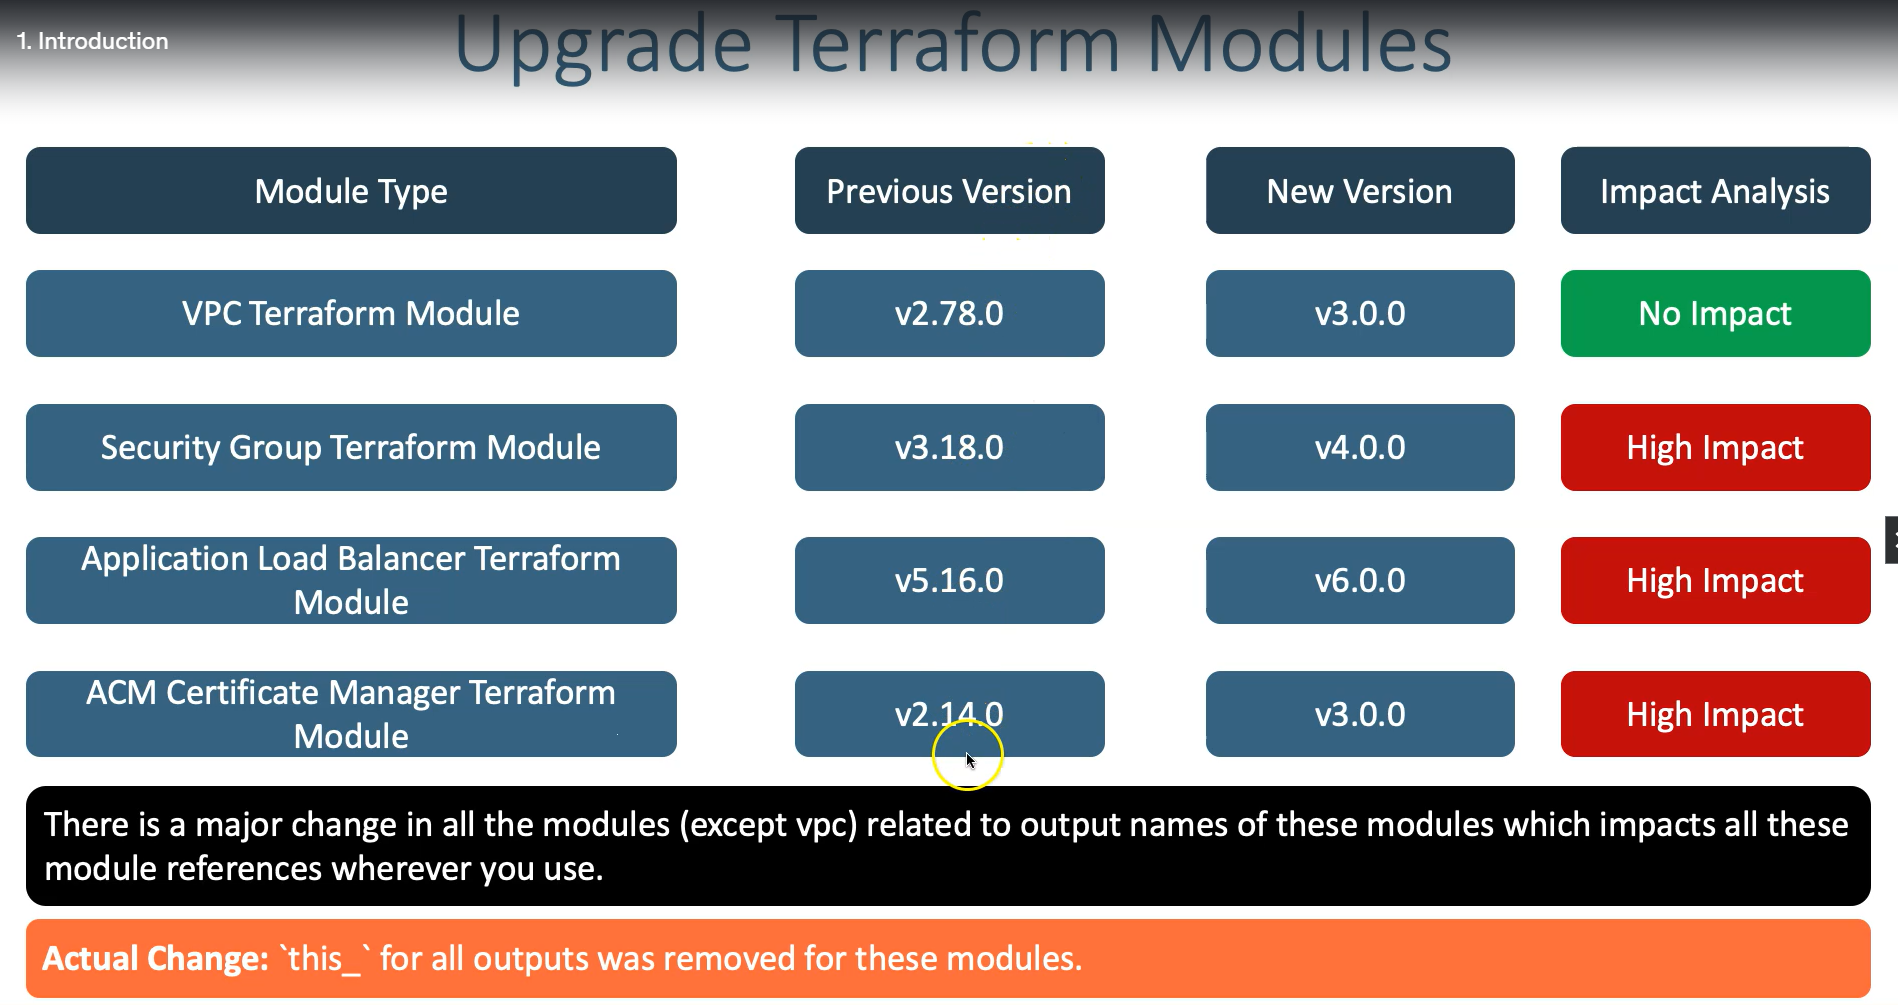 1. Introduction
Upgrade Terraform Modules
Module Type
Previous Version
New Version
Impact Analysis
VPC Terraform Module
v2.78.0
v3.0.0
No Impact
Security Group Terraform Module
v3.18.0
v4.0.0
High Impact
Application Load Balancer Terraform
Module
v5.16.0
v6.0.0
High Impact
ACM Certificate Manager Terraform
Module
v2.14.0
v3.0.0
High Impact
There is a major change in all the modules (except vpc) related to output names of these modules which impacts all these
module references wherever you use.
Actual Change: `this_` for all outputs was removed for these modules.